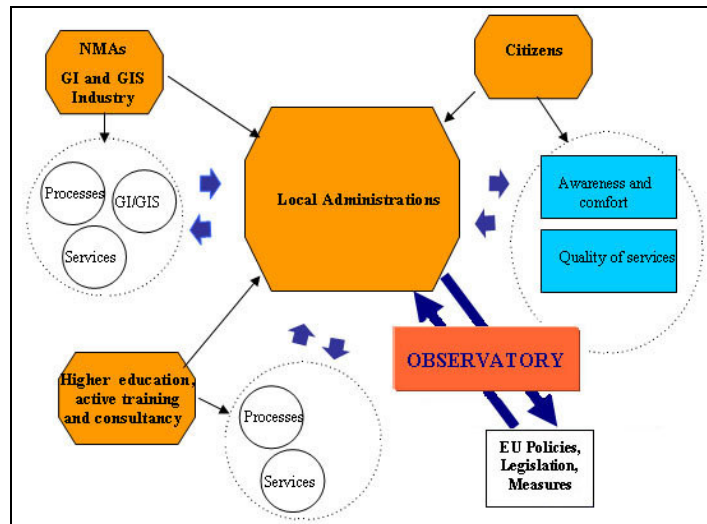 NMAs
GI and GIS
Industry
Citizens
Processes
GI/GIS
Services
Local Administrations
Awareness and
comfort
Quality of services
OBSERVATORY
Higher education,
active training
and consultancy
Processes
Services
EU Policies,
Legislation,
Measures